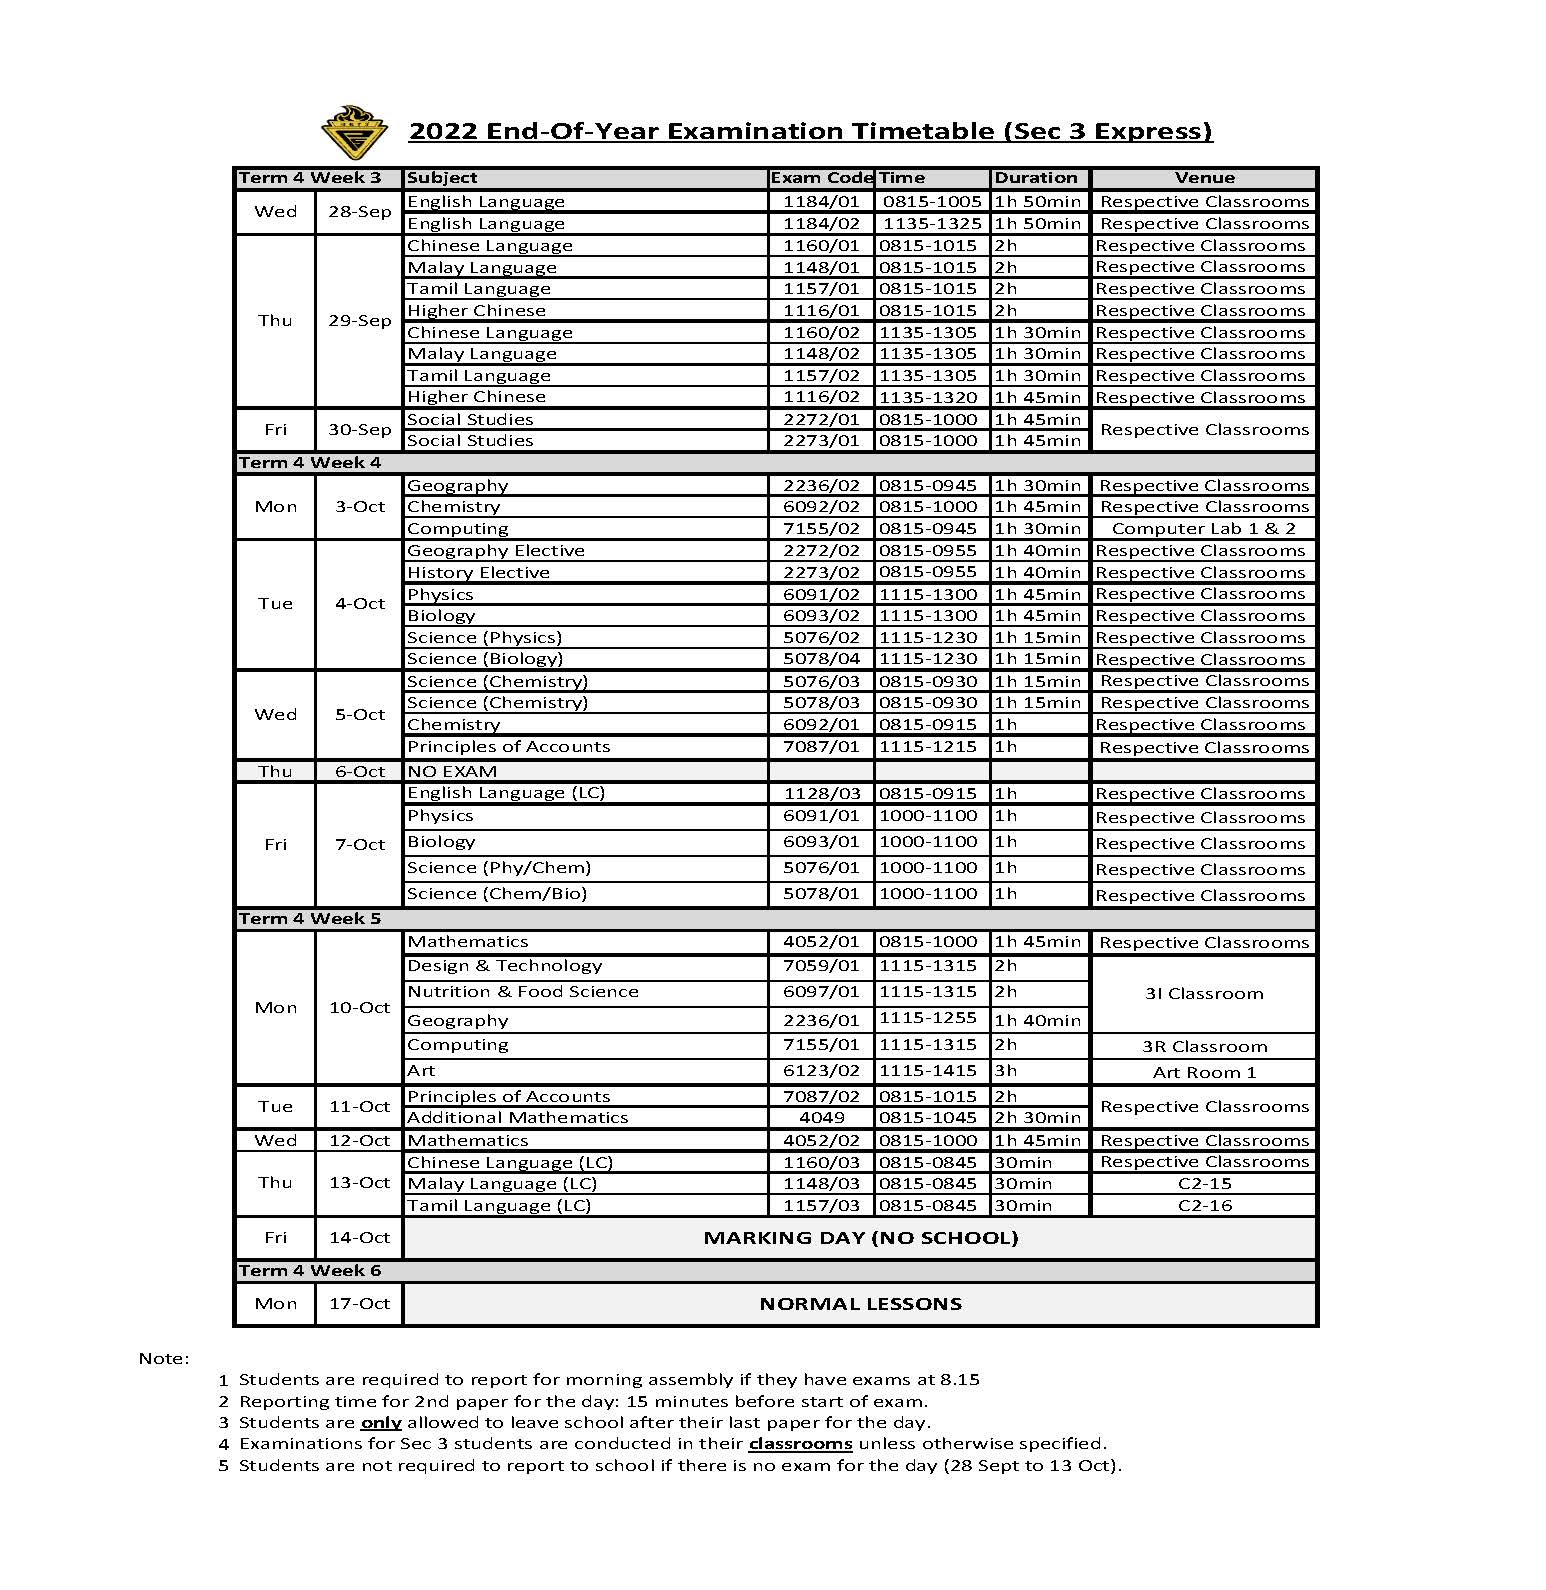 2022 End-Of-Year Examination Timetable (Sec 3 Express)
Term 4 Week 3 Subject Exam Code Time Duration Venue
Wed 28-Sep English Language 1184/01 0815-1005 1h 50min Respective Classrooms
English Language 1184/02 1135-1325 1h 50min Respective Classrooms
Thu 29-Sep Chinese Language 1160/01 0815-1015 2h Respective Classrooms
Malay Language 1148/01 0815-1015 2h Respective Classrooms
Tamil Language 1157/01 0815-1015 2h Respective Classrooms
Higher Chinese 1116/01 0815-1015 2h Respective Classrooms
Chinese Language 1160/02 1135-1305 1h 30min Respective Classrooms
Malay Language 1148/02 1135-1305 1h 30min Respective Classrooms
Tamil Language 1157/02 1135-1305 1h 30min Respective Classrooms
Higher Chinese 1116/02 1135-1320 1h 45min Respective Classrooms
Fri 30-Sep Social Studies 2272/01 0815-1000 1h 45min Respective Classrooms
Social Studies 2273/01 0815-1000 1h 45min
Term 4 Week 4
Mon 3-Oct Geography 2236/02 0815-0945 1h 30min Respective Classrooms
Chemistry 6092/02 0815-1000 1h 45min Respective Classrooms
Computing 7155/02 0815-0945 1h 30min Computer Lab 1 & 2
Tue 4-Oct Geography Elective 2272/02 0815-0955 1h 40min Respective Classrooms
History Elective 2273/02 0815-0955 1h 40min Respective Classrooms
Physics 6091/02 1115-1300 1h 45min Respective Classrooms
Biology 6093/02 1115-1300 1h 45min Respective Classrooms
Science (Physics) 5076/02 1115-1230 1h 15min Respective Classrooms
Science (Biology) 5078/04 1115-1230 1h 15min Respective Classrooms
Wed 5-Oct Science (Chemistry) 5076/03 0815-0930 1h 15min Respective Classrooms
Science (Chemistry) 5078/03 0815-0930 1h 15min Respective Classrooms
Chemistry 6092/01 0815-0915 1h Respective Classrooms
Principles of Accounts 7087/01 1115-1215 1h Respective Classrooms
Thu 6-Oct NO EXAM
Fri 7-Oct English Language (LC) 1128/03 0815-0915 1h Respective Classrooms
Physics 6091/01 1000-1100 1h Respective Classrooms
Biology 6093/01 1000-1100 1h Respective Classrooms
Science (Phy/Chem) 5076/01 1000-1100 1h Respective Classrooms
Science (Chem/Bio) 5078/01 1000-1100 1h Respective Classrooms
Term 4 Week 5
Mon 10-Oct Mathematics 4052/01 0815-1000 1h 45min Respective Classrooms
Design & Technology 7059/01 1115-1315 2h 3I Classroom
Nutrition & Food Science 6097/01 1115-1315 2h
Geography 2236/01 1115-1255 1h 40min
Computing 7155/01 1115-1315 2h 3R Classroom
Art 6123/02 1115-1415 3h Art Room 1
Tue 11-Oct Principles of Accounts 7087/02 0815-1015 2h Respective Classrooms
Additional Mathematics 4049 0815-1045 2h 30min
Wed 12-Oct Mathematics 4052/02 0815-1000 1h 45min Respective Classrooms
Thu 13-Oct Chinese Language (LC) 1160/03 0815-0845 30min Respective Classrooms
Malay Language (LC) 1148/03 0815-0845 30min C2-15
Tamil Language (LC) 1157/03 0815-0845 30min C2-16
Fri 14-Oct MARKING DAY (NO SCHOOL)
Term 4 Week 6
Mon 17-Oct NORMAL LESSONS
Note:
1 Students are required to report for morning assembly if they have exams at 8.15
2 Reporting time for 2nd paper for the day: 15 minutes before start of exam.
3 Students are only allowed to leave school after their last paper for the day.
4 Examinations for Sec 3 students are conducted in their classrooms unless otherwise specified.
5 Students are not required to report to school if there is no exam for the day (28 Sept to 13 Oct).